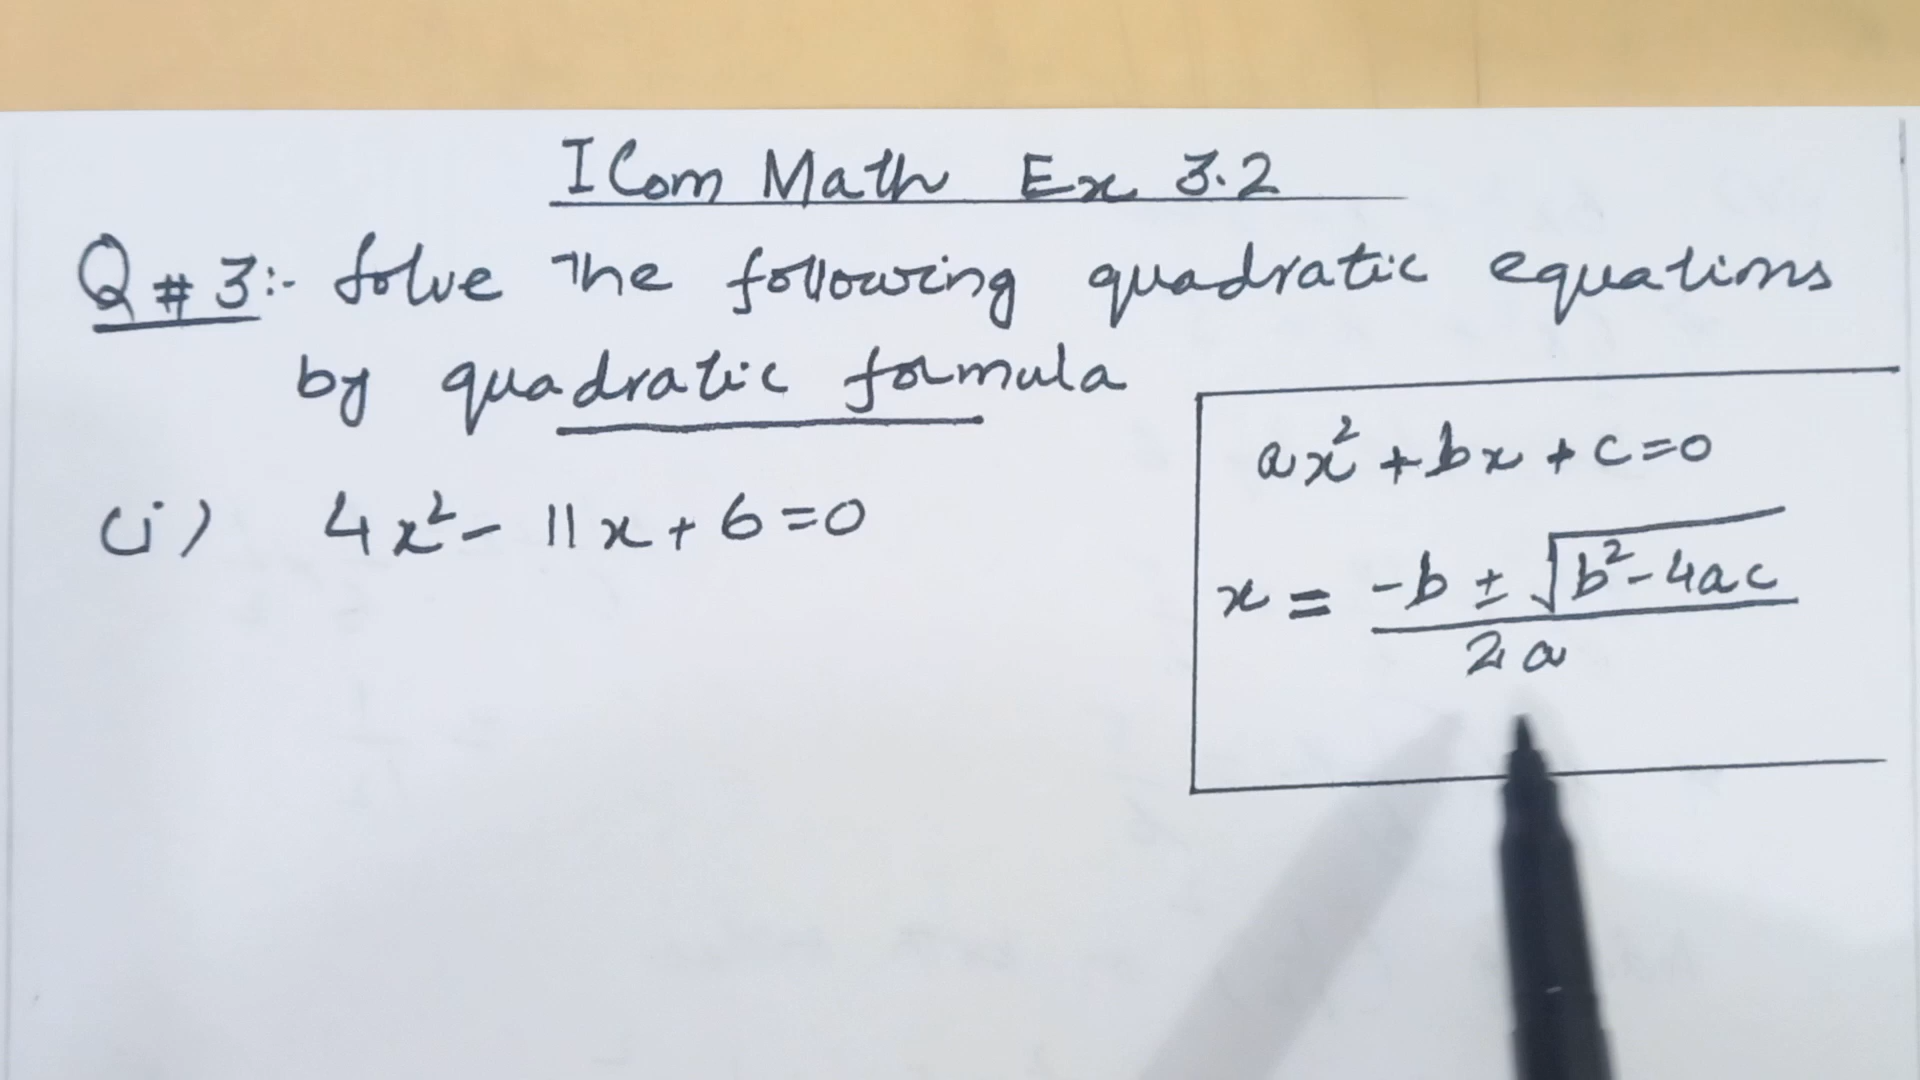 I Com Math Ex 3.2
Q # 3:- Solve The following quadratic equations
by quadratic formula
(i) 4x² - 11x + 6 = 0
ax² + bx + c = 0
x = (-b ± √(b² - 4ac)) / 2a